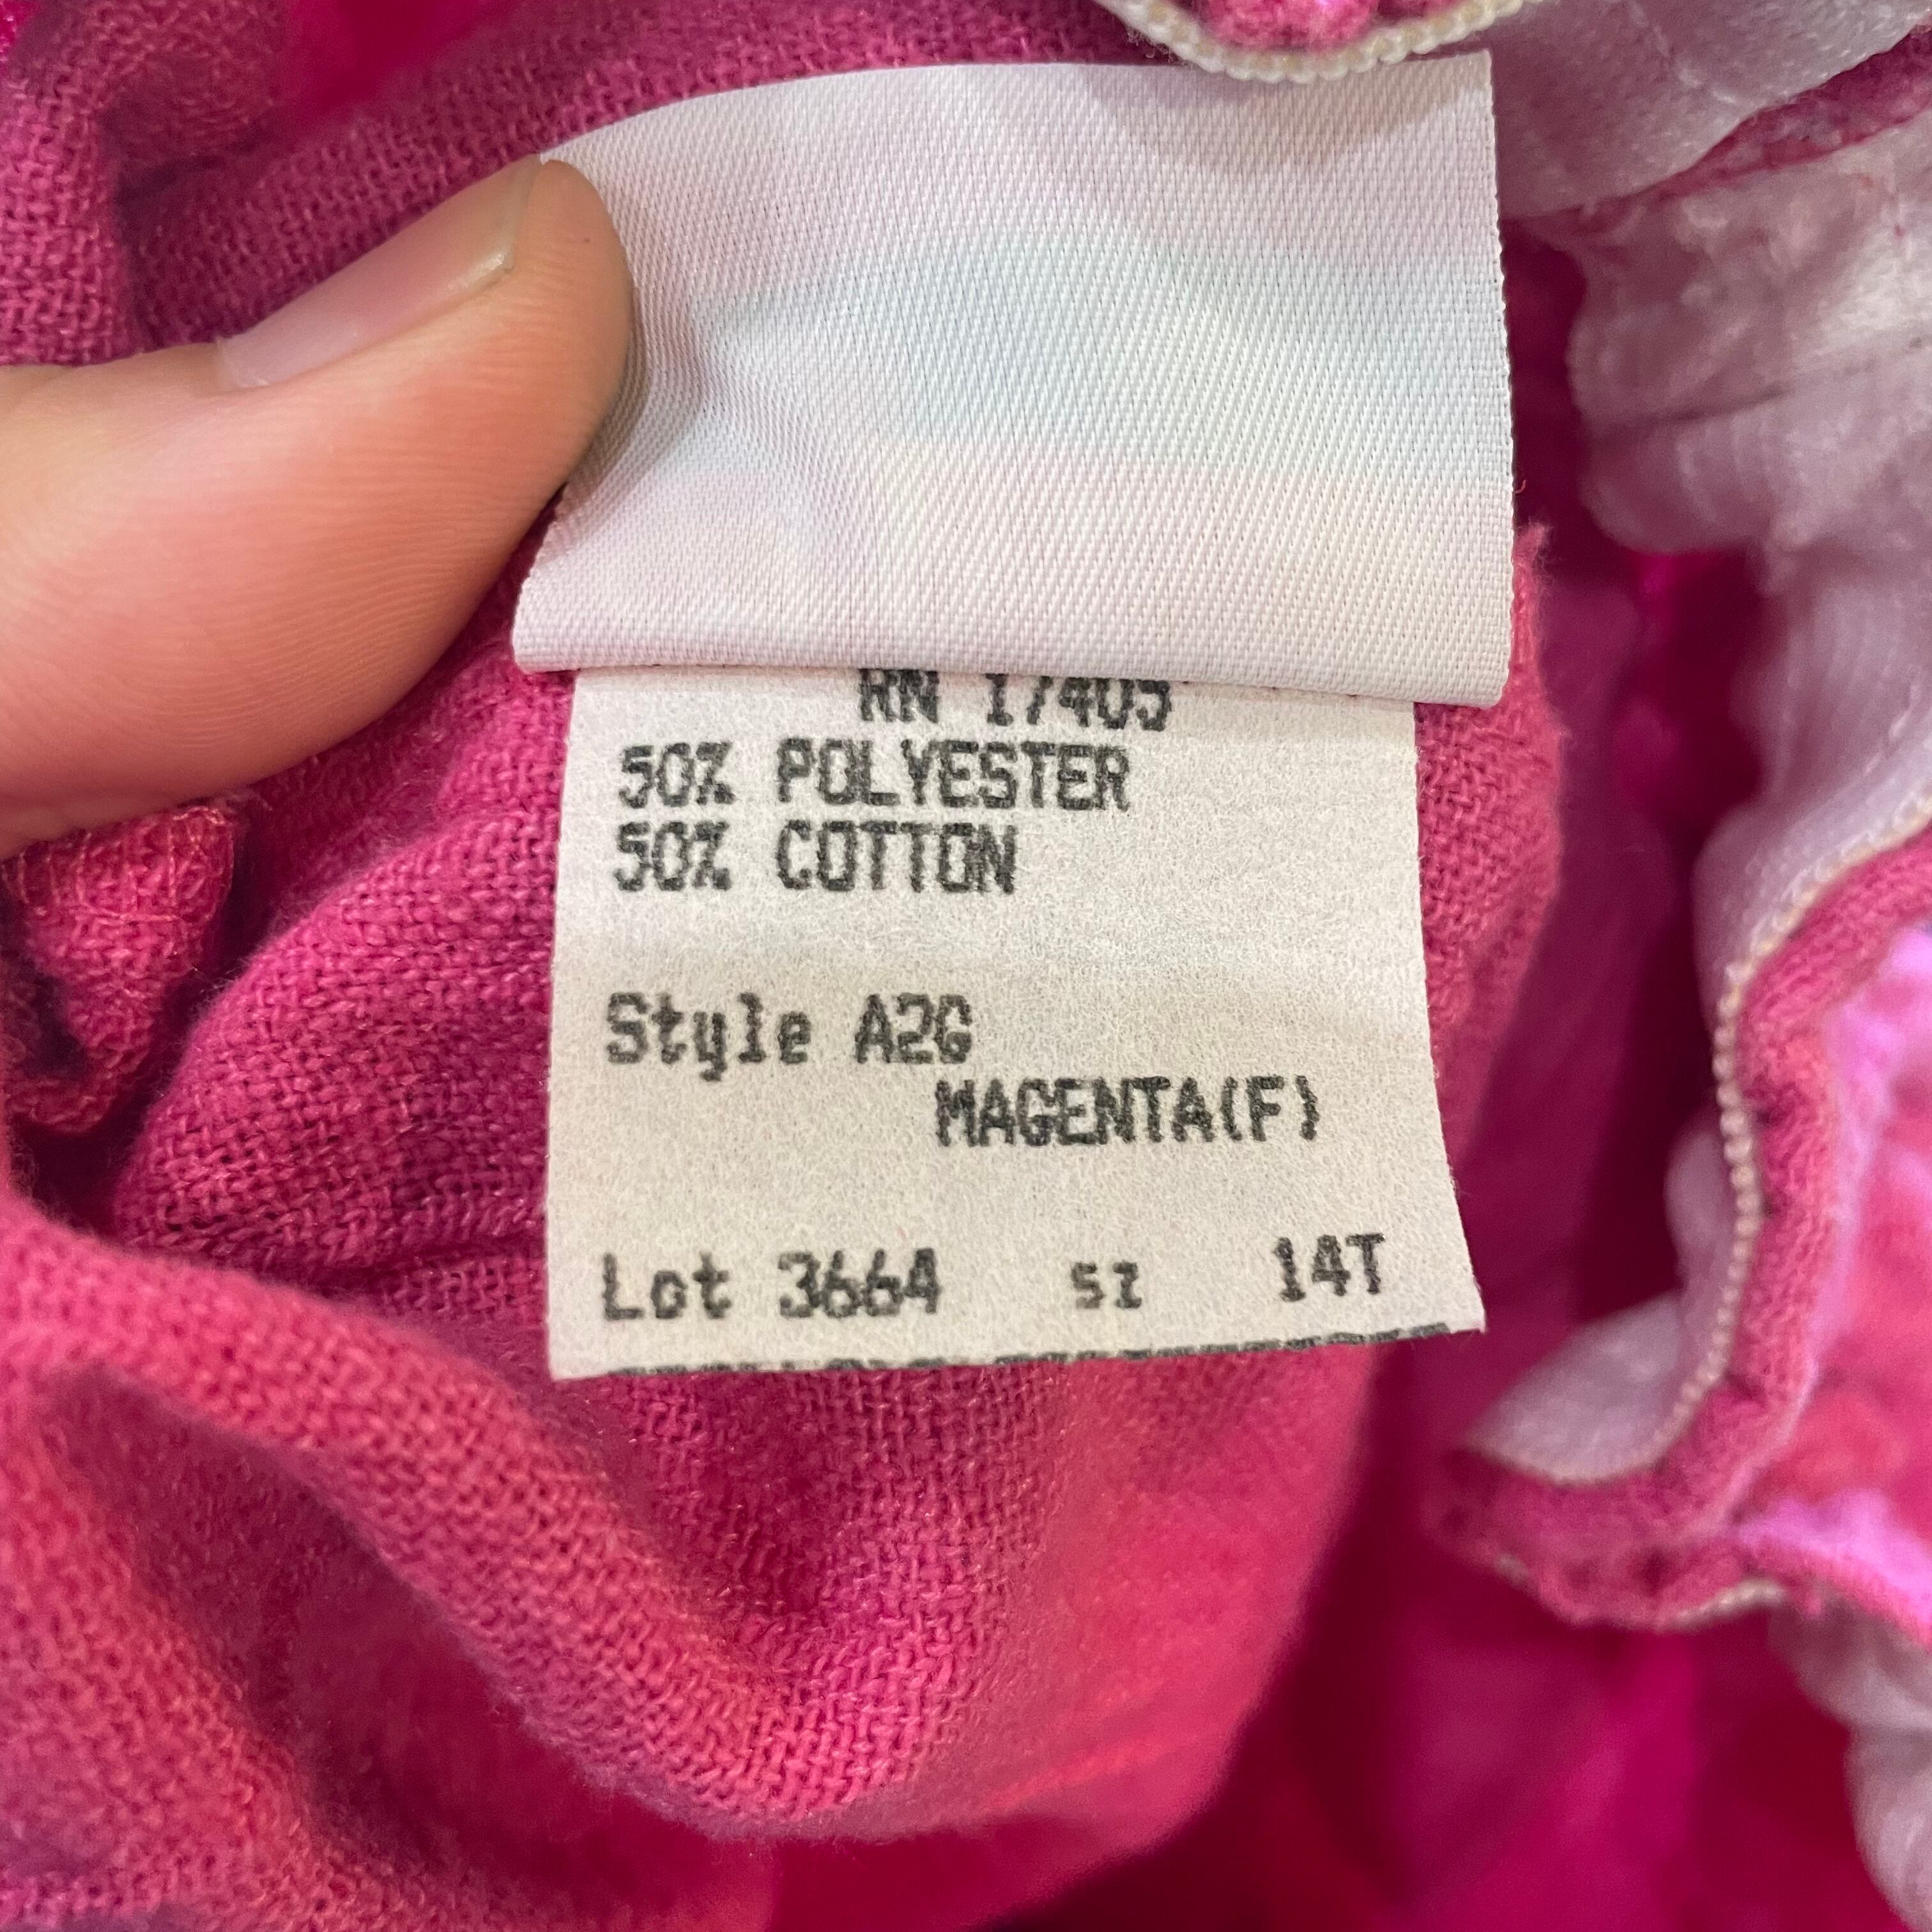 RN 17405
50% POLYESTER
50% COTTON
Style A2G
MAGENTA(F)
Lot 3664 SZ 14T